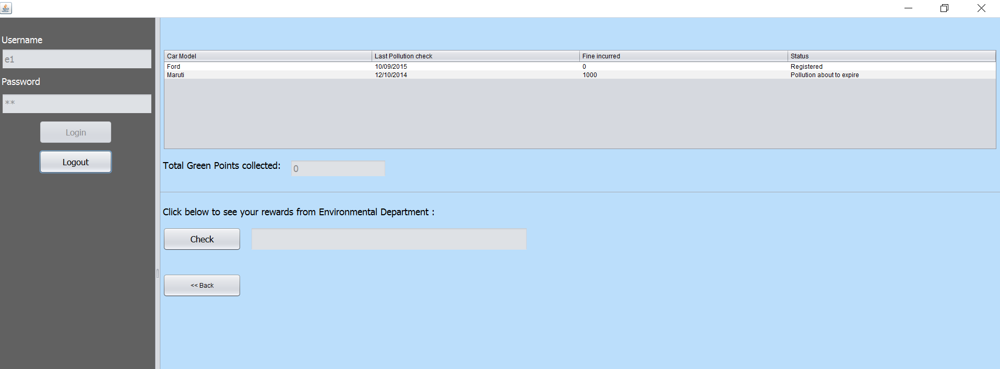 Username
e1
Password
**
Login
Logout
Car Model Last Pollution check Fine incurred Status
Ford 10/09/2015 0 Registered
Maruti 12/10/2014 1000 Pollution about to expire
Total Green Points collected: 0
Click below to see your rewards from Environmental Department :
Check
<< Back